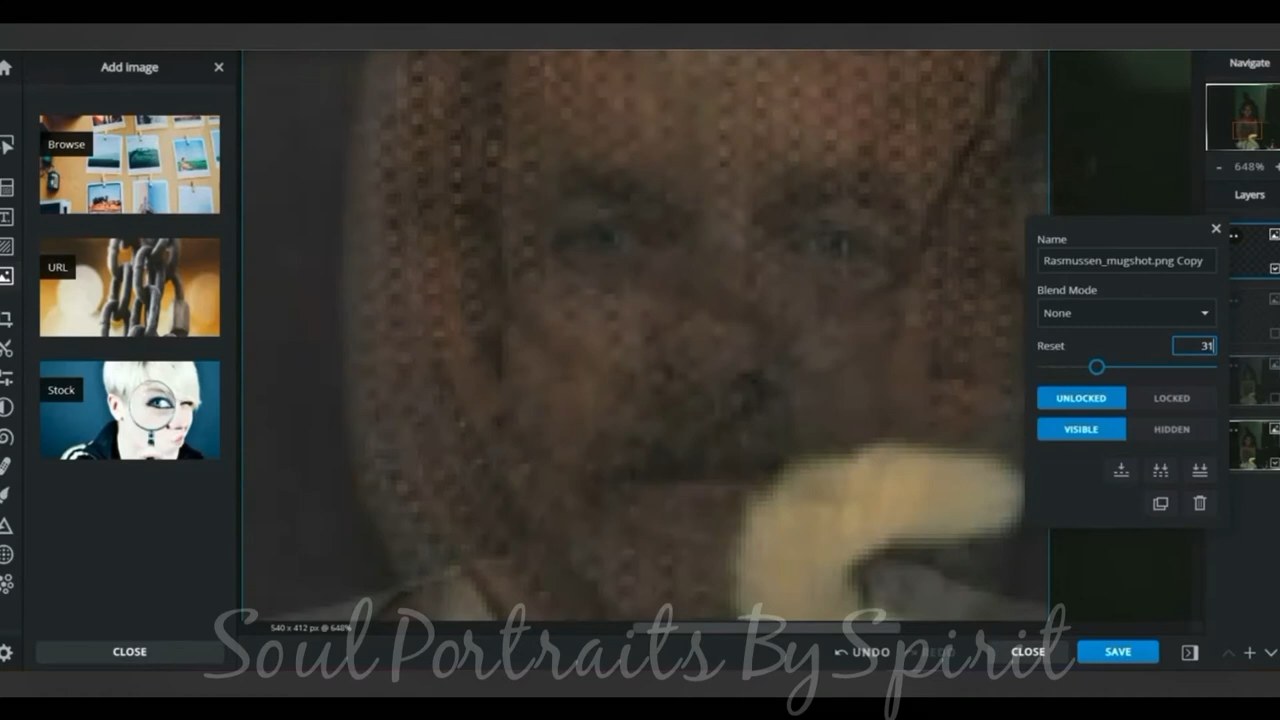 Add image
Browse
URL
Stock
CLOSE
Navigate
648%
Layers
Name
Rasmussen_mugshot.png Copy
Blend Mode
None
Reset
31
UNLOCKED
LOCKED
VISIBLE
HIDDEN
540 x 412 px @ 648%
UNDO
REDO
CLOSE
SAVE
Soul Portraits By Spirit